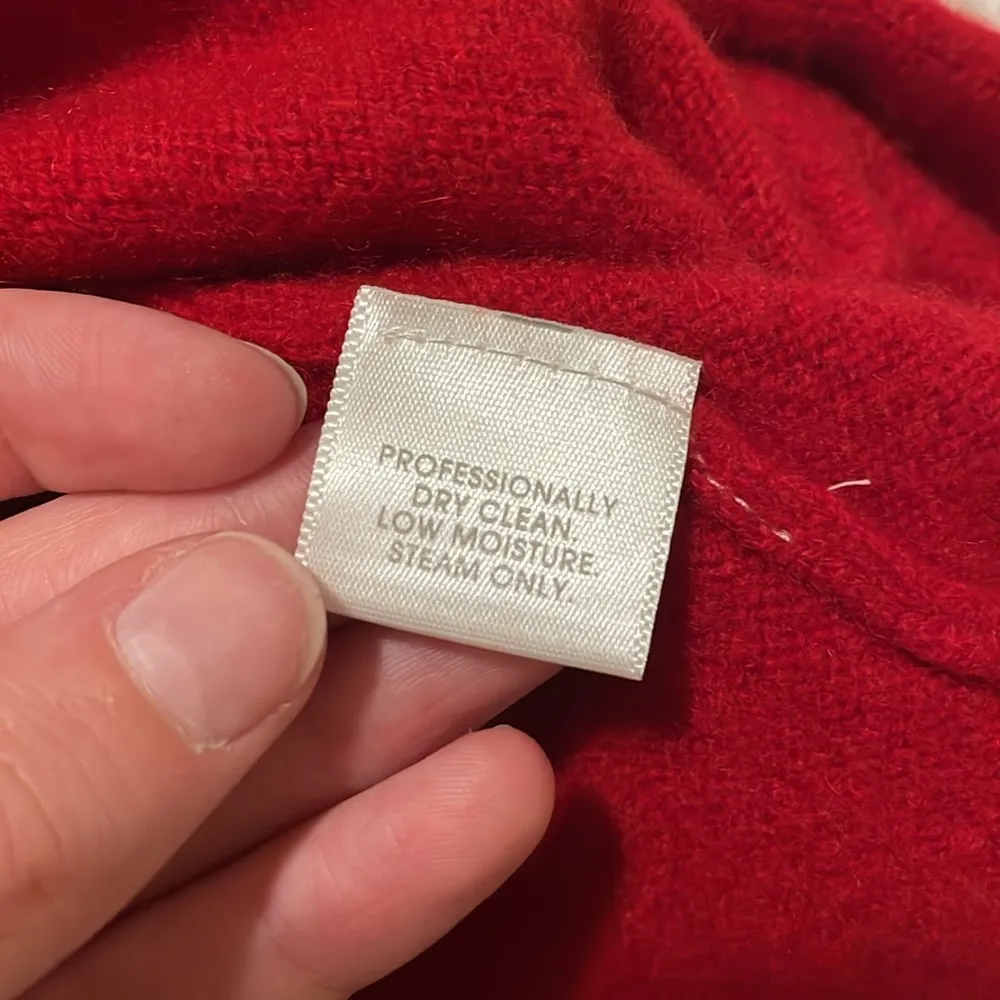 PROFESSIONALLY
DRY CLEAN.
LOW MOISTURE.
STEAM ONLY.